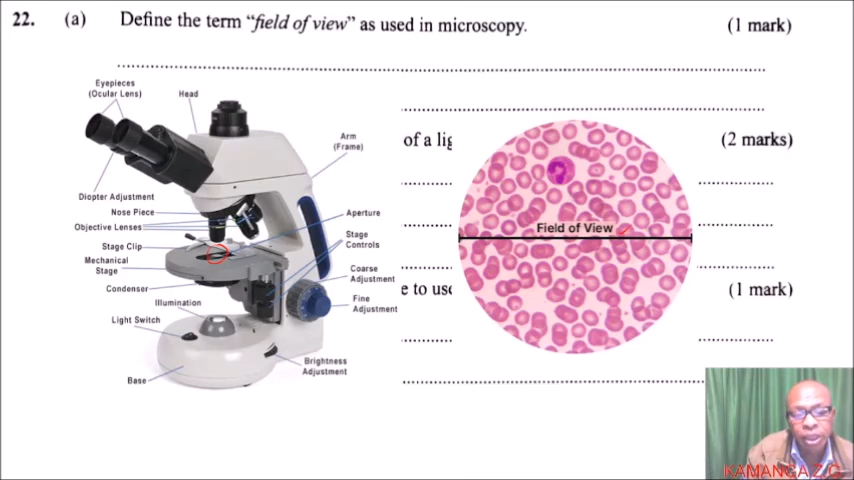 22. (a) Define the term “field of view” as used in microscopy. (1 mark)
Eyepieces
(Ocular Lens)
Head
Arm
(Frame)
of a lig
(2 marks)
Diopter Adjustment
Nose Piece
Objective Lenses
Aperture
Stage Clip
Stage
Controls
Mechanical
Stage
Condenser
Coarse
Adjustment
Illumination
Fine
Adjustment
Light Switch
Brightness
Adjustment
Base
Field of View
e to use
(1 mark)
KAMANGA Z.G